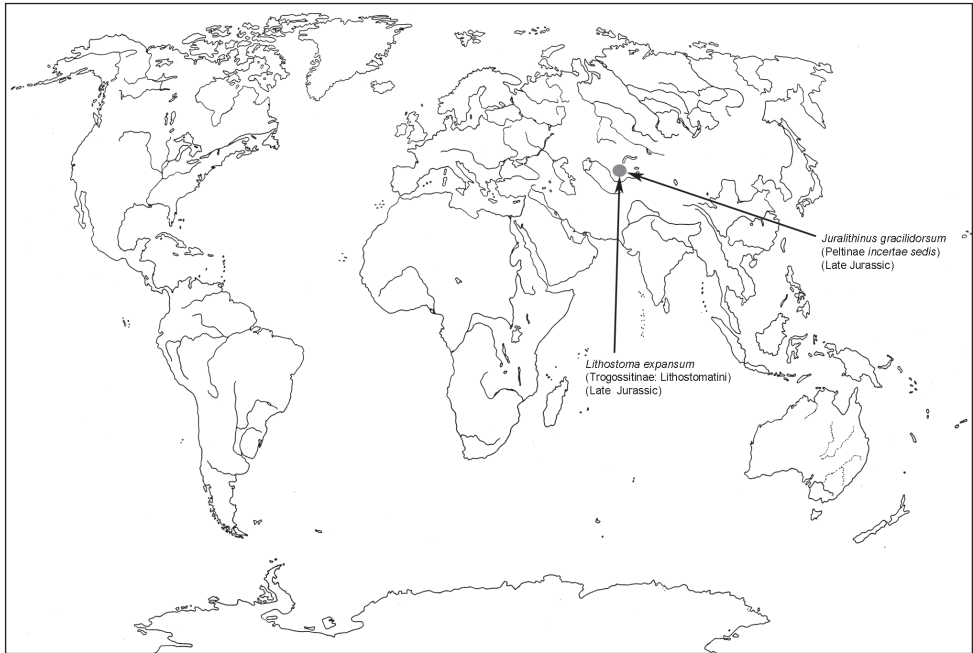 Juralithinus gracilidorsum
(Peltinae incertae sedis)
(Late Jurassic)
Lithostoma expansum
(Trogossitinae: Lithostomatini)
(Late Jurassic)